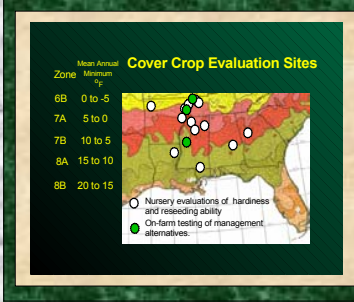 Cover Crop Evaluation Sites
Zone
Mean Annual
Minimum
°F
6B 0 to -5
7A 5 to 0
7B 10 to 5
8A 15 to 10
8B 20 to 15
Nursery evaluations of hardiness
and reseeding ability
On-farm testing of management
alternatives.